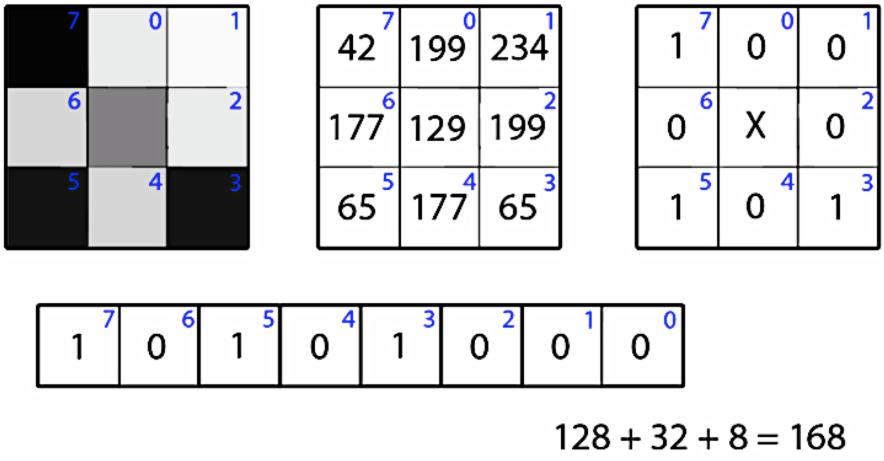 7 0 1 7 0 1 7 0 1
42 199 234 1 0 0
6 2 6 2 6 2
177 129 199 0 X 0
5 4 3 5 4 3 5 4 3
65 177 65 1 0 1
7 6 5 4 3 2 1 0
1 0 1 0 1 0 0 0
128 + 32 + 8 = 168